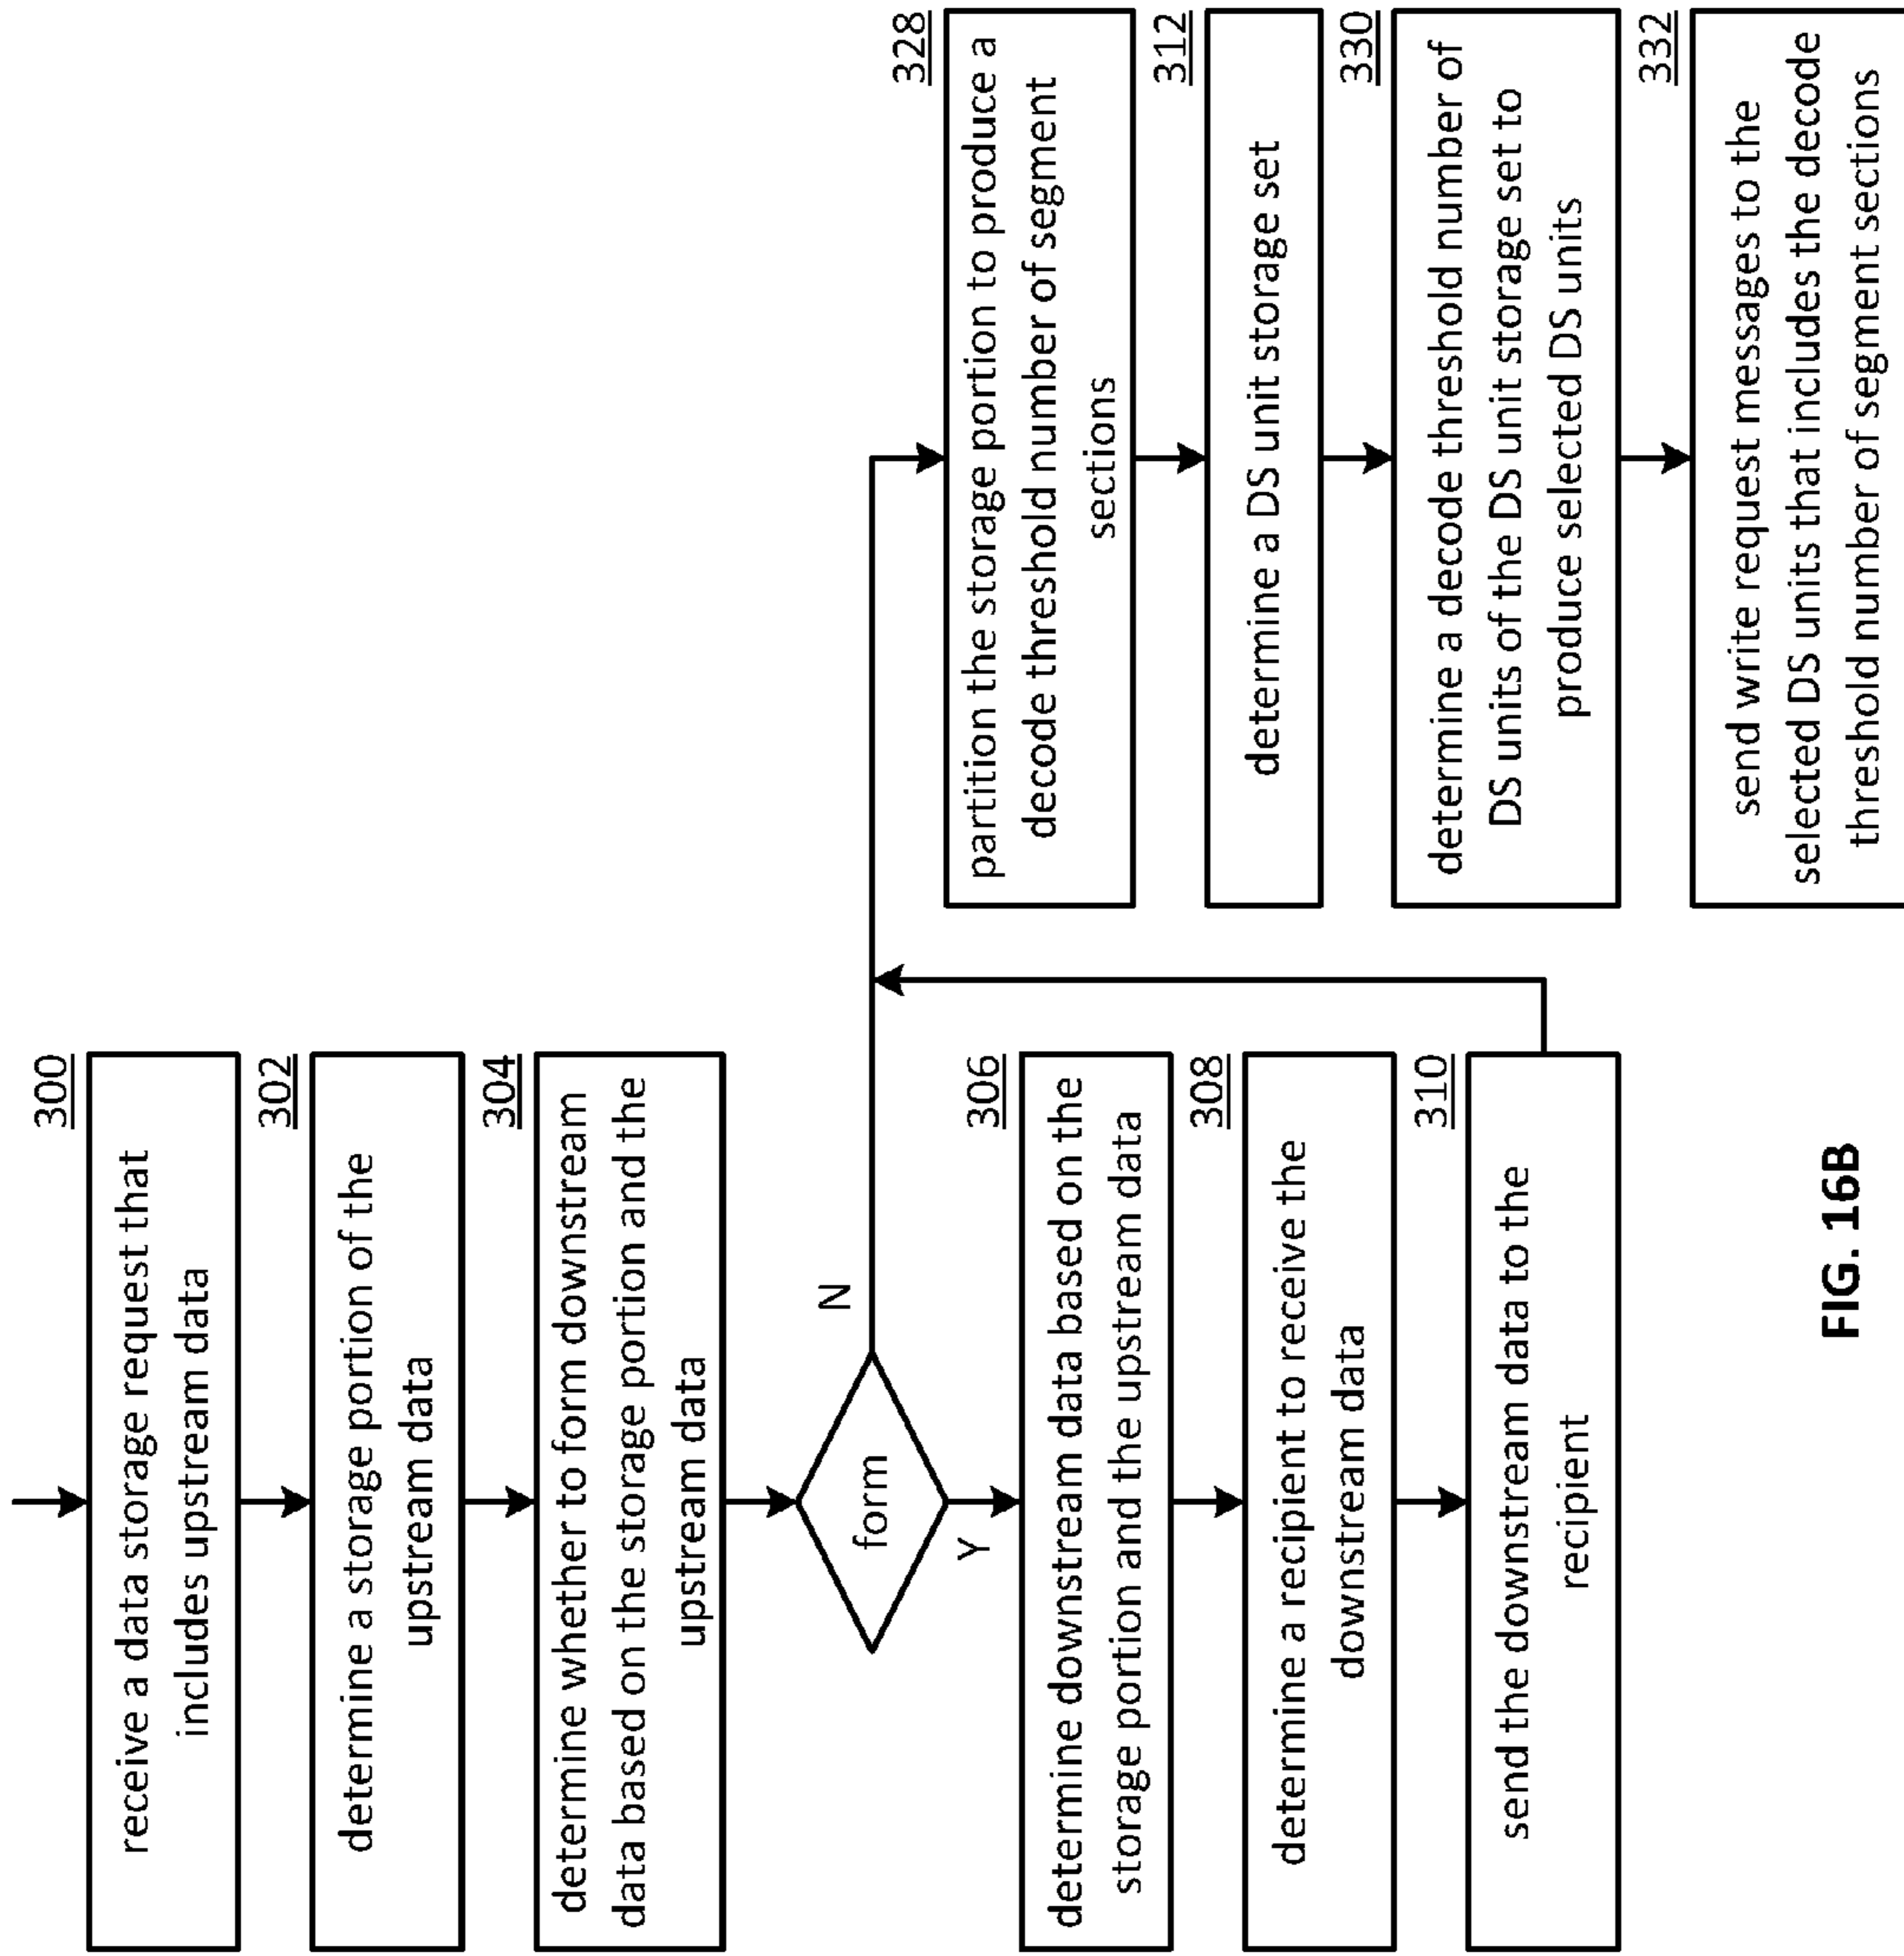 300
receive a data storage request that
includes upstream data
302
determine a storage portion of the
upstream data
304
determine whether to form downstream
data based on the storage portion and the
upstream data
form
N
Y
306
determine downstream data based on the
storage portion and the upstream data
308
determine a recipient to receive the
downstream data
310
send the downstream data to the
recipient
328
partition the storage portion to produce a
decode threshold number of segment
sections
312
determine a DS unit storage set
330
determine a decode threshold number of
DS units of the DS unit storage set to
produce selected DS units
332
send write request messages to the
selected DS units that includes the decode
threshold number of segment sections
FIG. 16B